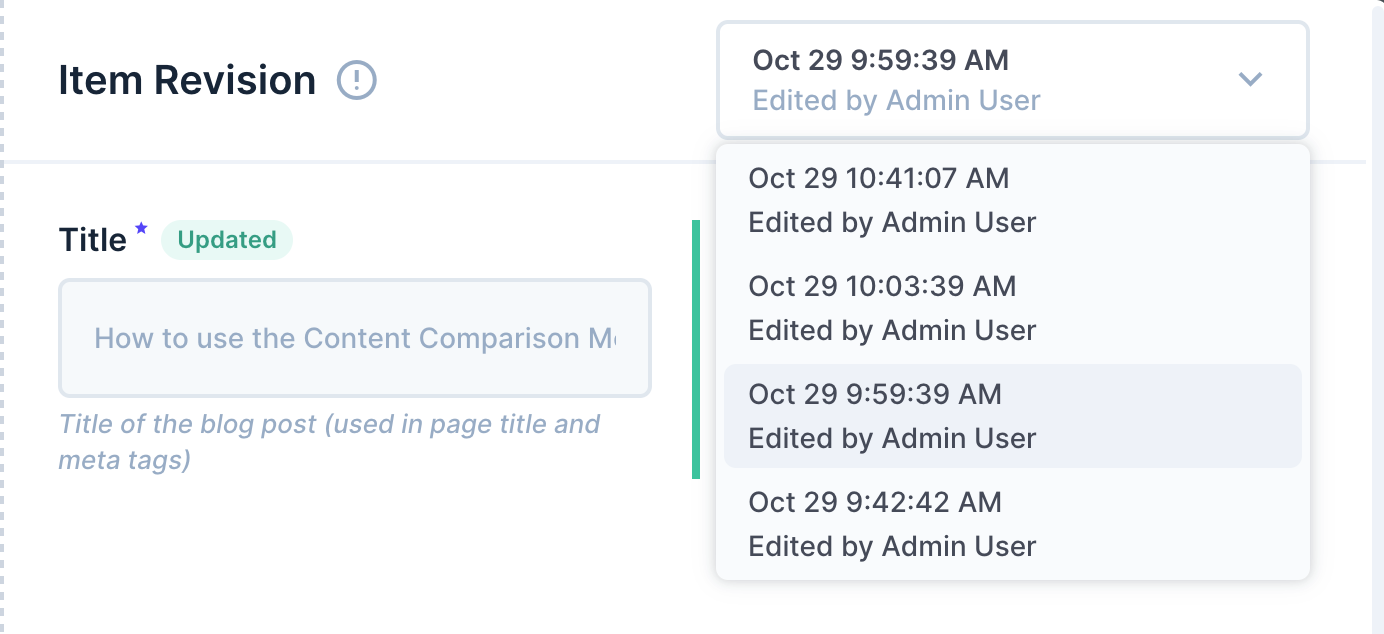 Item Revision
Oct 29 9:59:39 AM
Edited by Admin User
Oct 29 10:41:07 AM
Edited by Admin User
Oct 29 10:03:39 AM
Edited by Admin User
Oct 29 9:59:39 AM
Edited by Admin User
Oct 29 9:42:42 AM
Edited by Admin User
Title * Updated
How to use the Content Comparison
Title of the blog post (used in page title and
meta tags)